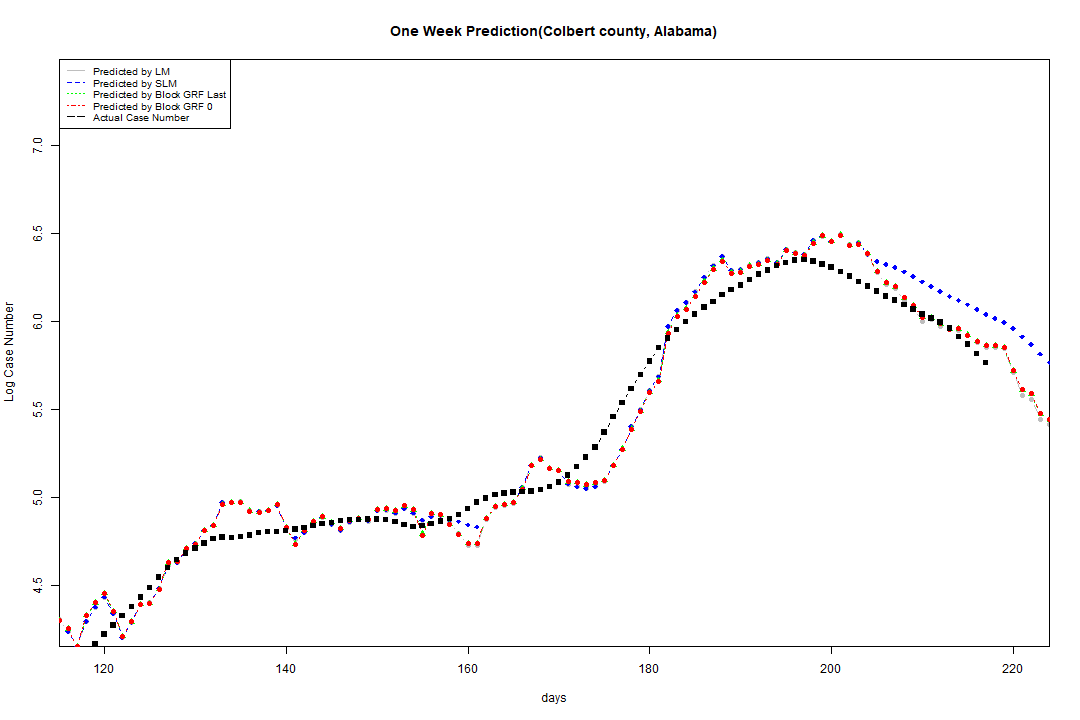 One Week Prediction(Colbert county, Alabama)
Predicted by LM
Predicted by SLM
Predicted by Block GRF Last
Predicted by Block GRF 0
Actual Case Number
7.0
6.5
6.0
5.5
5.0
4.5
Log Case Number
120 140 160 180 200 220
days